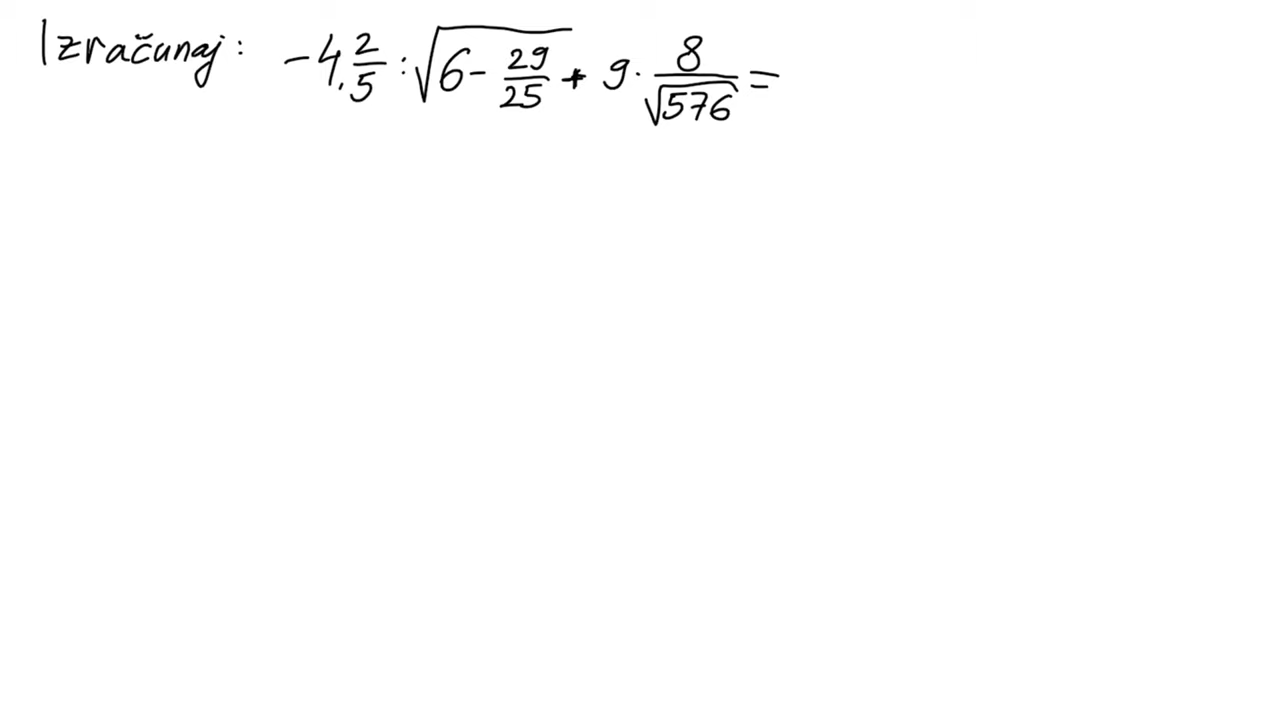 Izračunaj: -4 2/5 : √(6 - 29/25) + 9 · 8/√576 =